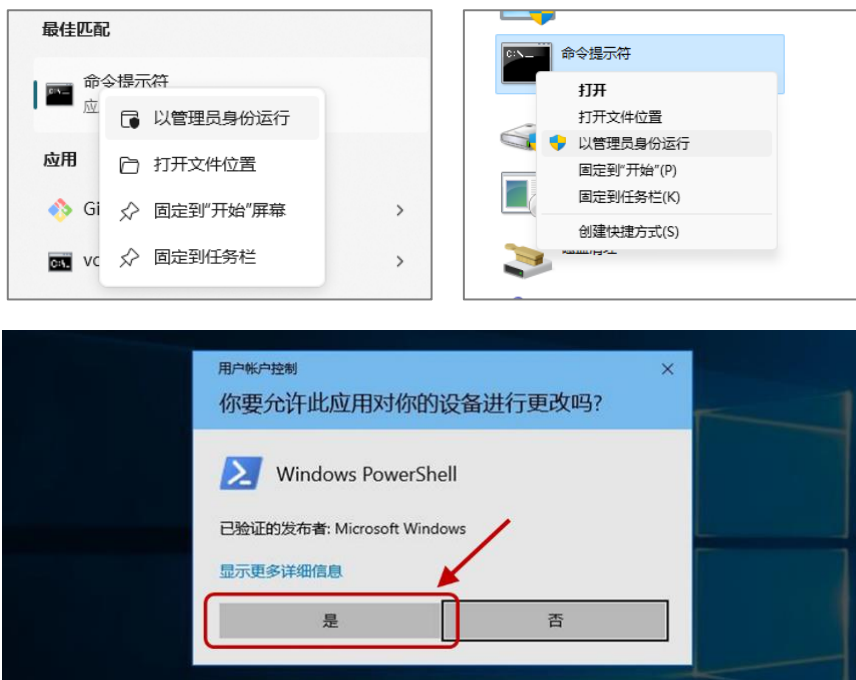 最佳匹配
命令提示符
应
以管理员身份运行
应用
打开文件位置
Gi
固定到"开始"屏幕
vc
固定到任务栏
命令提示符
打开
打开文件位置
以管理员身份运行
固定到"开始"(P)
固定到任务栏(K)
创建快捷方式(S)
用户帐户控制
你要允许此应用对你的设备进行更改吗?
Windows PowerShell
已验证的发布者: Microsoft Windows
显示更多详细信息
是
否